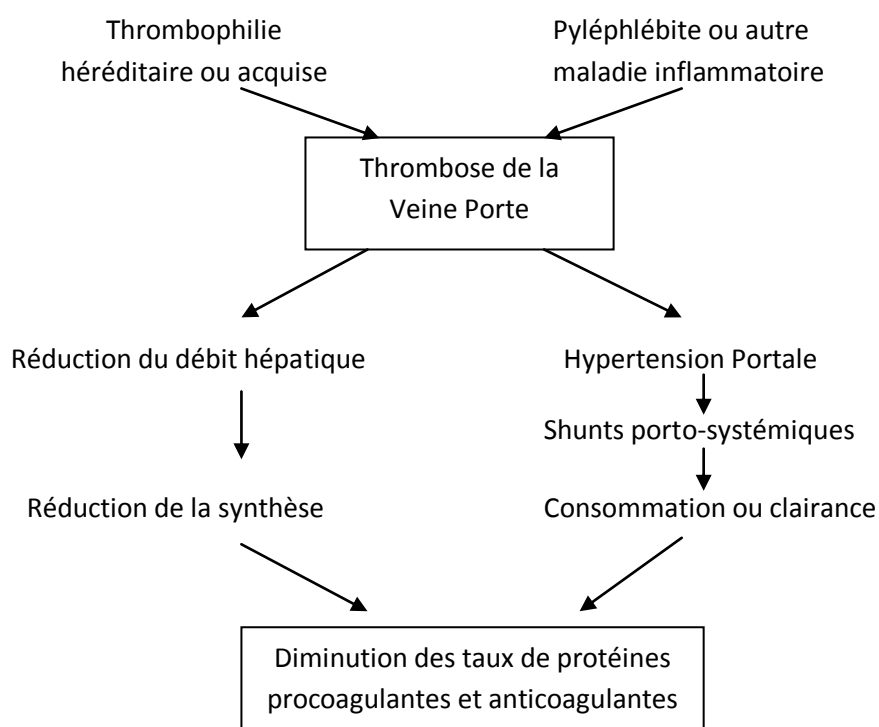 Thrombophilie
héréditaire ou acquise
Pyléphlébite ou autre
maladie inflammatoire
Thrombose de la
Veine Porte
Réduction du débit hépatique
Hypertension Portale
Shunts porto-systémiques
Réduction de la synthèse
Consommation ou clairance
Diminution des taux de protéines
procoagulantes et anticoagulantes